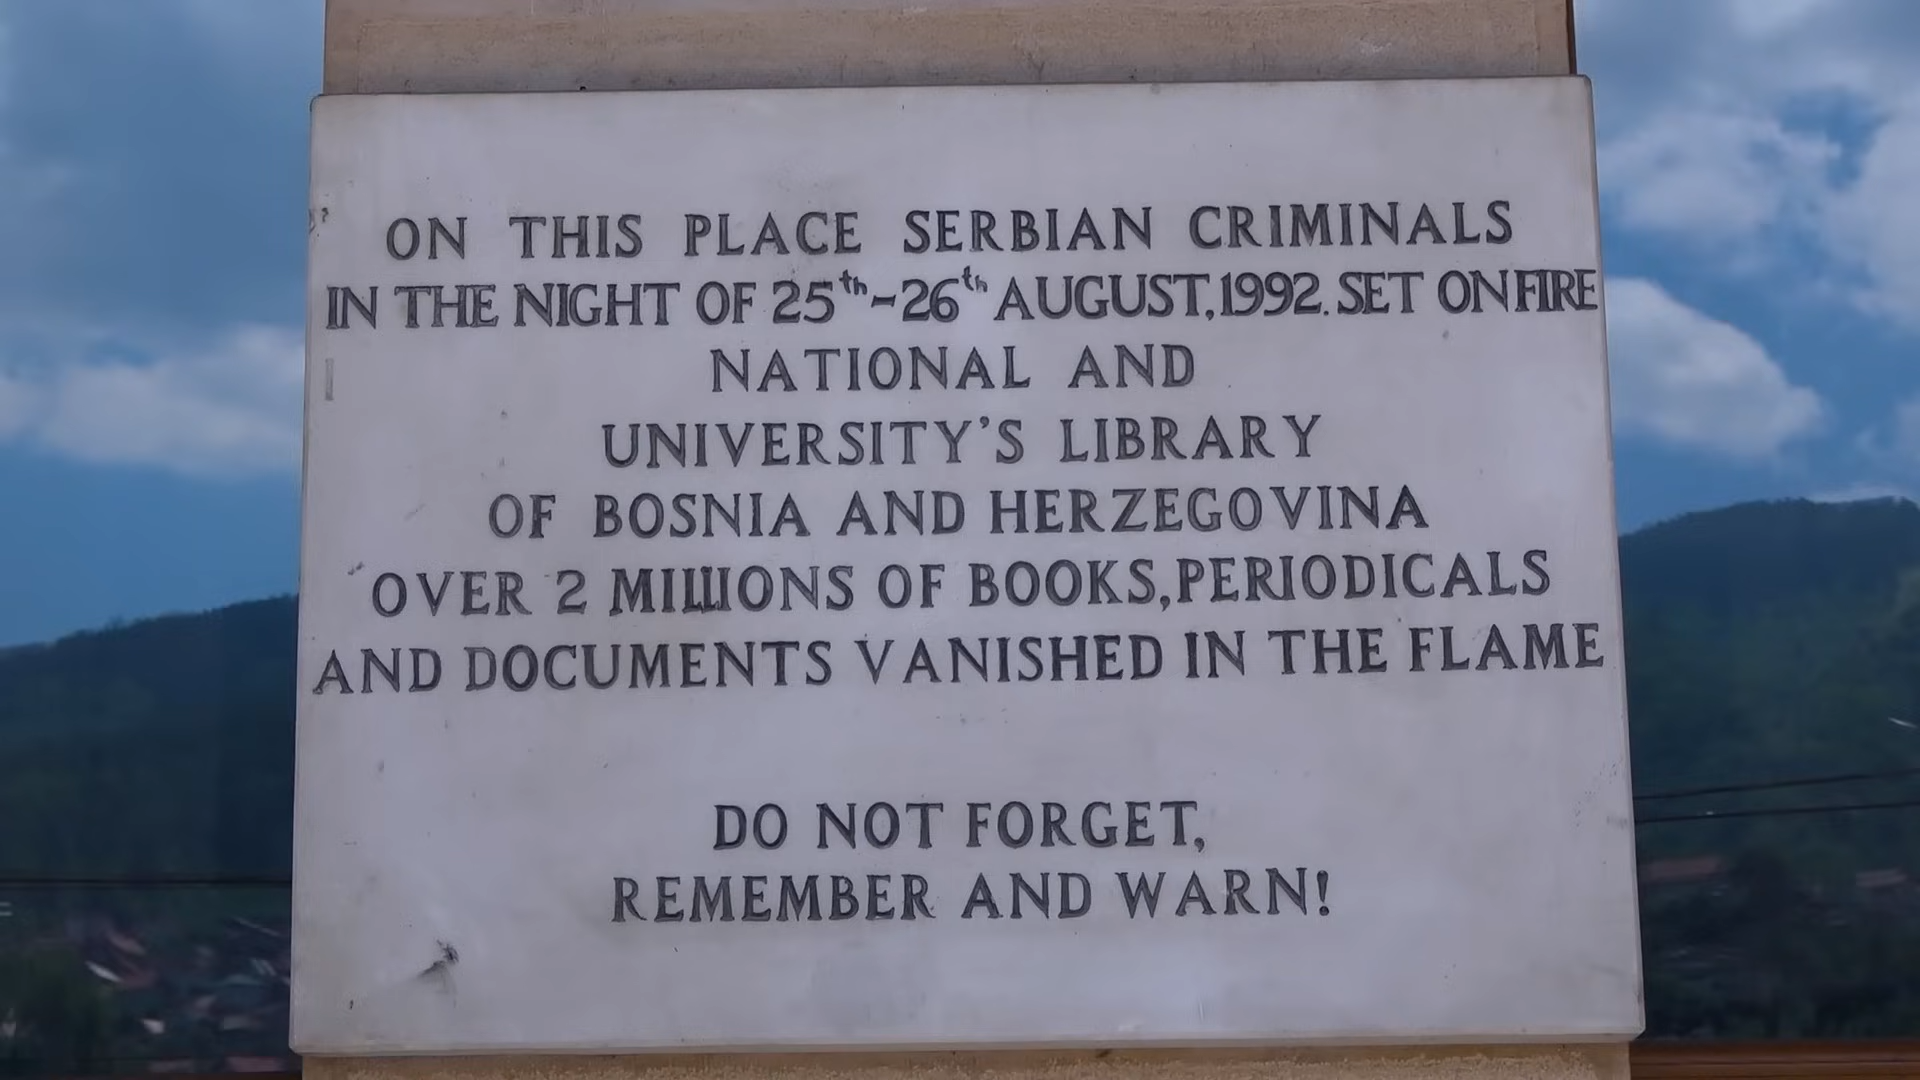 ON THIS PLACE SERBIAN CRIMINALS
IN THE NIGHT OF 25th-26th AUGUST, 1992. SET ON FIRE
NATIONAL AND
UNIVERSITY'S LIBRARY
OF BOSNIA AND HERZEGOVINA
OVER 2 MILLIONS OF BOOKS, PERIODICALS
AND DOCUMENTS VANISHED IN THE FLAME
DO NOT FORGET,
REMEMBER AND WARN!